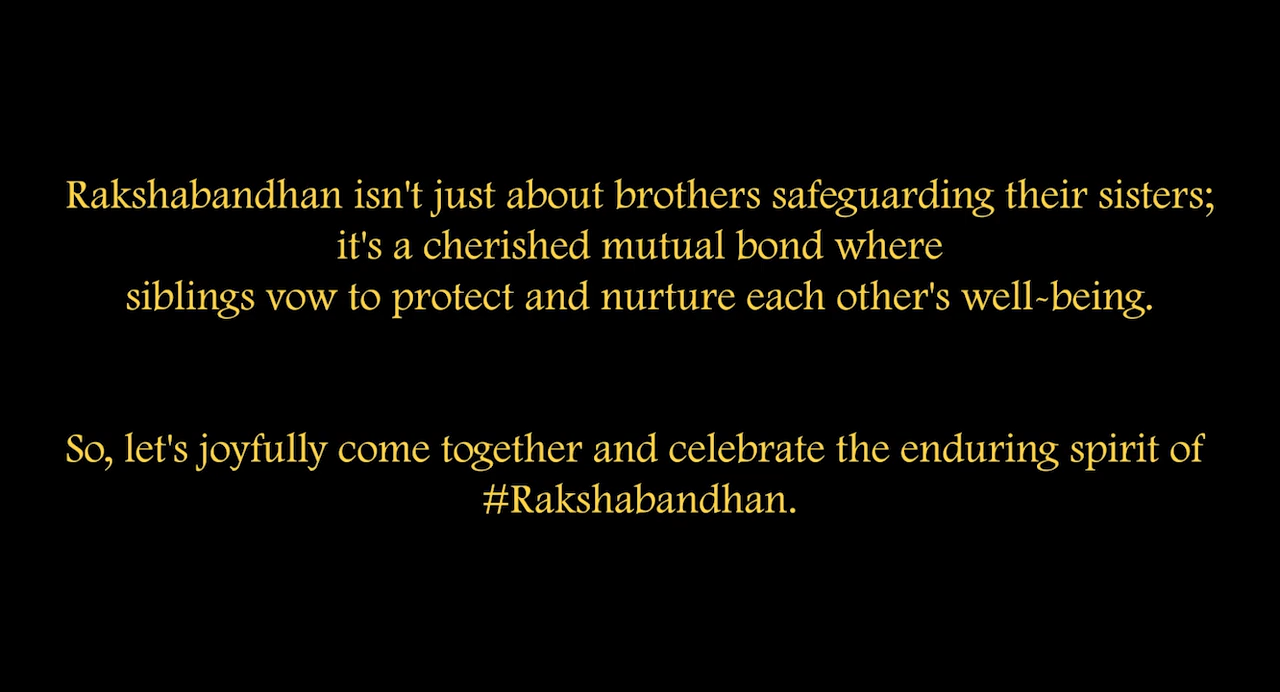 Rakshabandhan isn't just about brothers safeguarding their sisters;
it's a cherished mutual bond where
siblings vow to protect and nurture each other's well-being.
So, let's joyfully come together and celebrate the enduring spirit of
#Rakshabandhan.